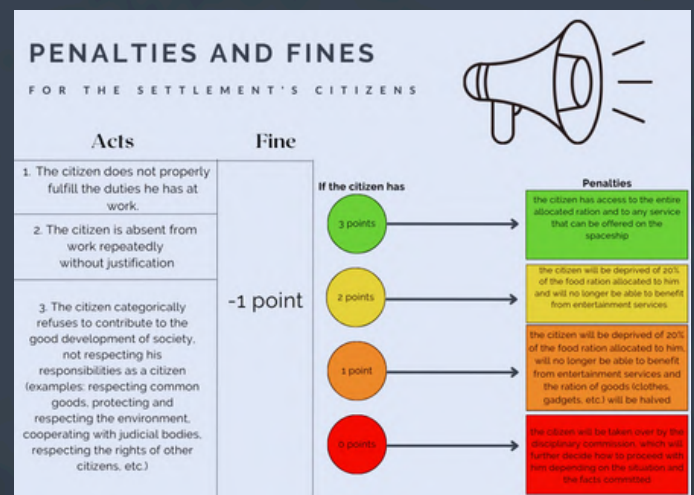 PENALTIES AND FINES
FOR THE SETTLEMENT'S CITIZENS
Acts
Fine
1. The citizen does not properly
fulfill the duties he has at
work.
2. The citizen is absent from
work repeatedly
without justification
3. The citizen categorically
refuses to contribute to the
good development of society,
not respecting his
responsibilities as a citizen
(examples: respecting common
goods, protecting and
respecting the environment,
cooperating with judicial bodies,
respecting the rights of other
citizens, etc.)
-1 point
If the citizen has
Penalties
3 points
the citizen has access to the entire
allocated ration and to any service
that can be offered on the
spaceship
2 points
the citizen will be deprived of 20%
of the food ration allocated to him
and will no longer be able to benefit
from entertainment services
1 point
the citizen will be deprived of 20%
of the food ration allocated to him,
will no longer be able to benefit
from entertainment services and
the ration of goods (clothes,
gadgets, etc.) will be halved
0 points
the citizen will be taken over by the
disciplinary commission, which will
further decide how to proceed with
him depending on the situation and
the facts committed